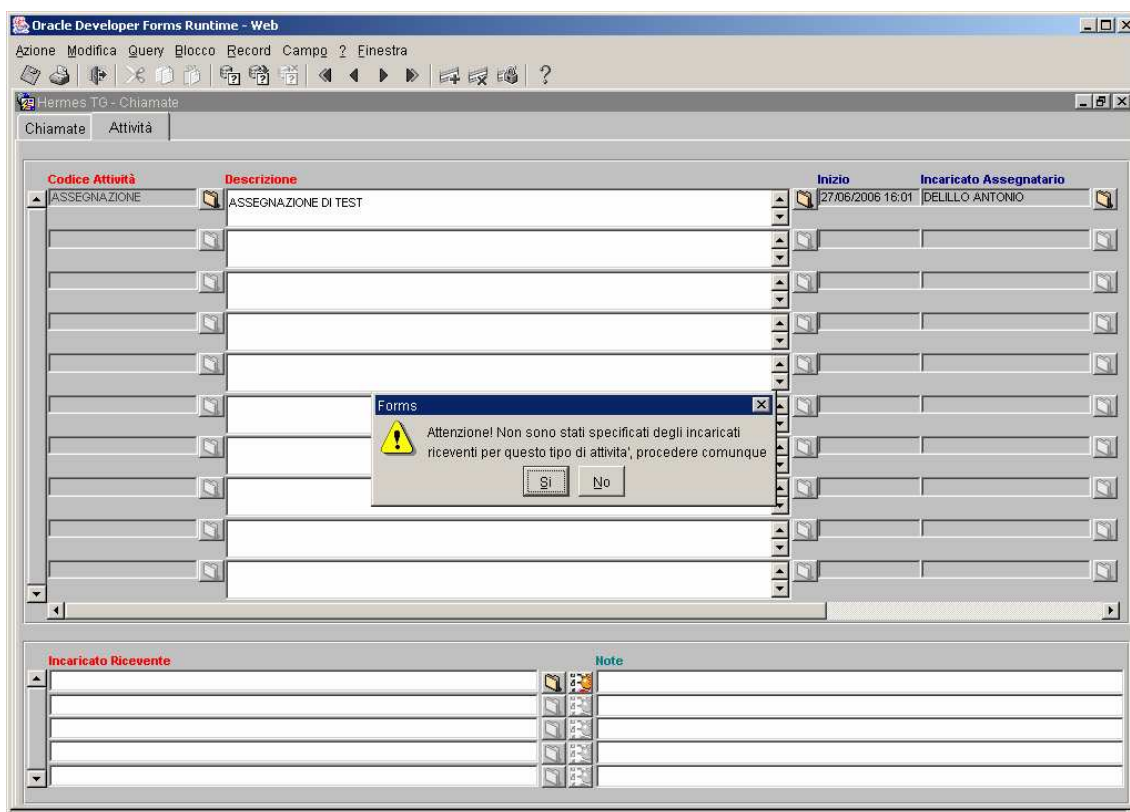 Oracle Developer Forms Runtime - Web
Azione Modifica Query Blocco Record Campo ? Finestra
Hermes TG - Chiamate
Chiamate Attività
Codice Attività Descrizione Inizio Incaricato Assegnatario
ASSEGNAZIONE ASSEGNAZIONE DI TEST 27/06/2006 16:01 DELILLO ANTONIO
Forms
Attenzione! Non sono stati specificati degli incaricati
riceventi per questo tipo di attivita', procedere comunque
Si No
Incaricato Ricevente Note